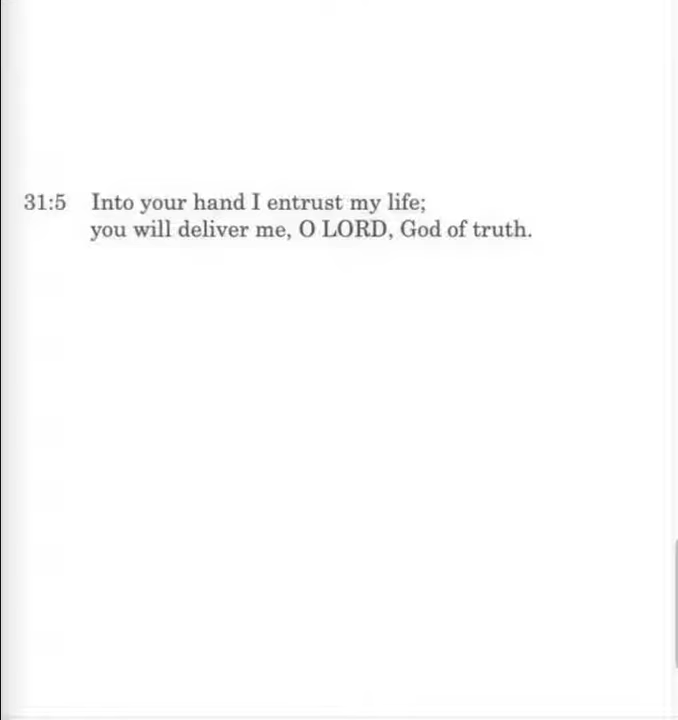 31:5 Into your hand I entrust my life;
you will deliver me, O LORD, God of truth.